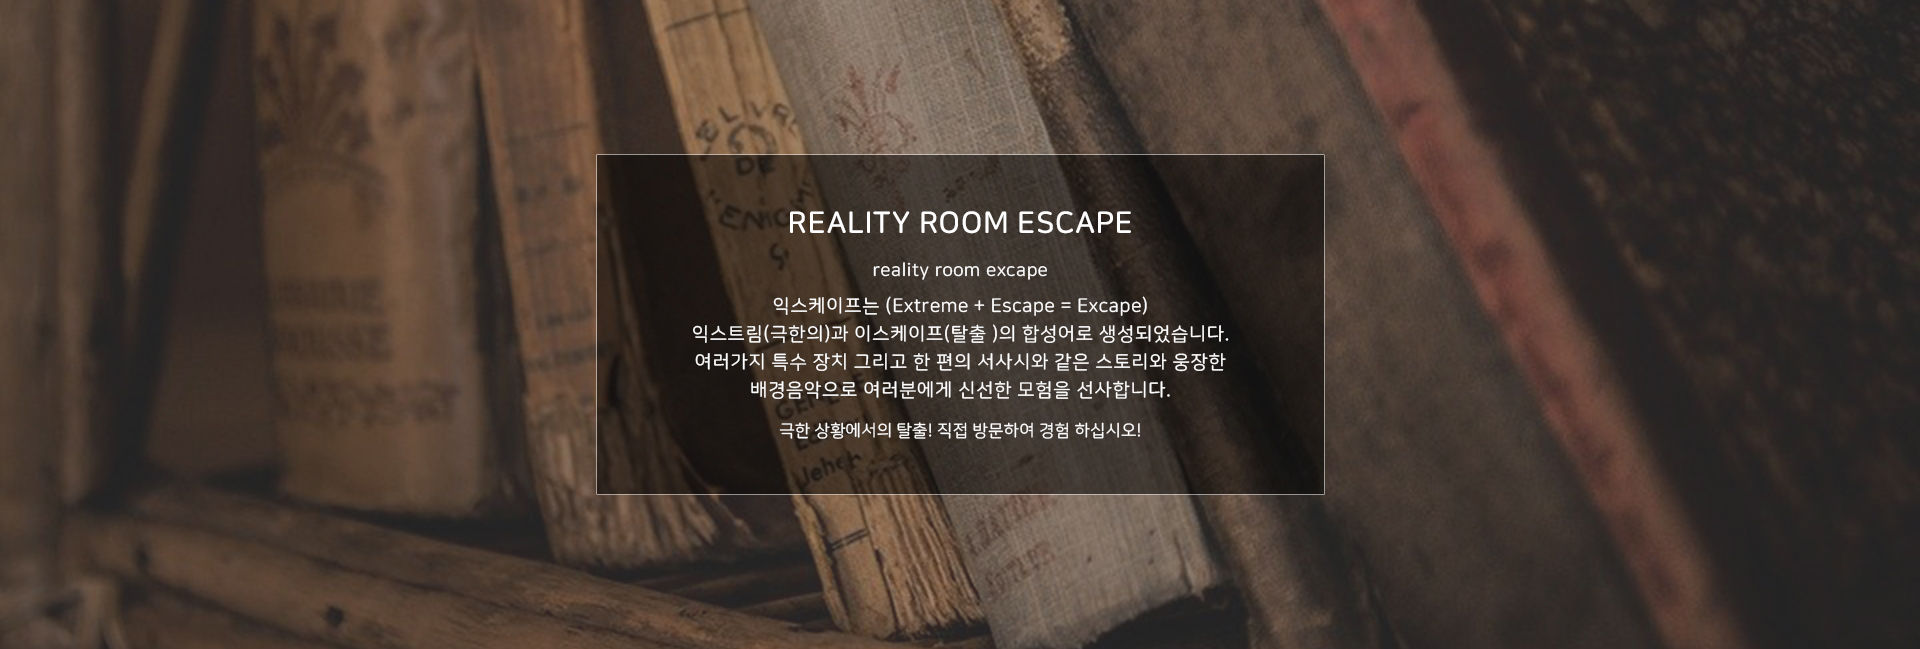 REALITY ROOM ESCAPE
reality room excape
익스케이프는 (Extreme + Escape = Excape)
익스트림(극한의)과 이스케이프(탈출 )의 합성어로 생성되었습니다.
여러가지 특수 장치 그리고 한 편의 서사시와 같은 스토리와 웅장한
배경음악으로 여러분에게 신선한 모험을 선사합니다.
극한 상황에서의 탈출! 직접 방문하여 경험 하십시오!